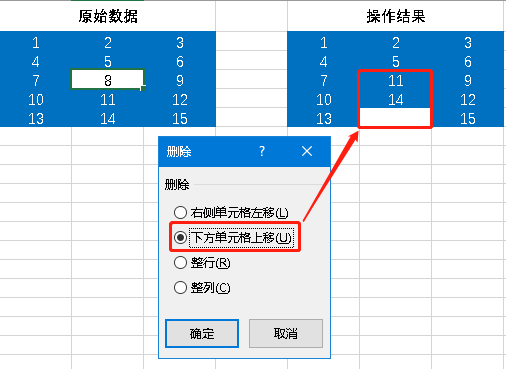 原始数据
1 2 3
4 5 6
7 8 9
10 11 12
13 14 15
操作结果
1 2 3
4 5 6
7 11 9
10 14 12
13 15
删除 ? ×
删除
右侧单元格左移(L)
下方单元格上移(U)
整行(R)
整列(C)
确定 取消